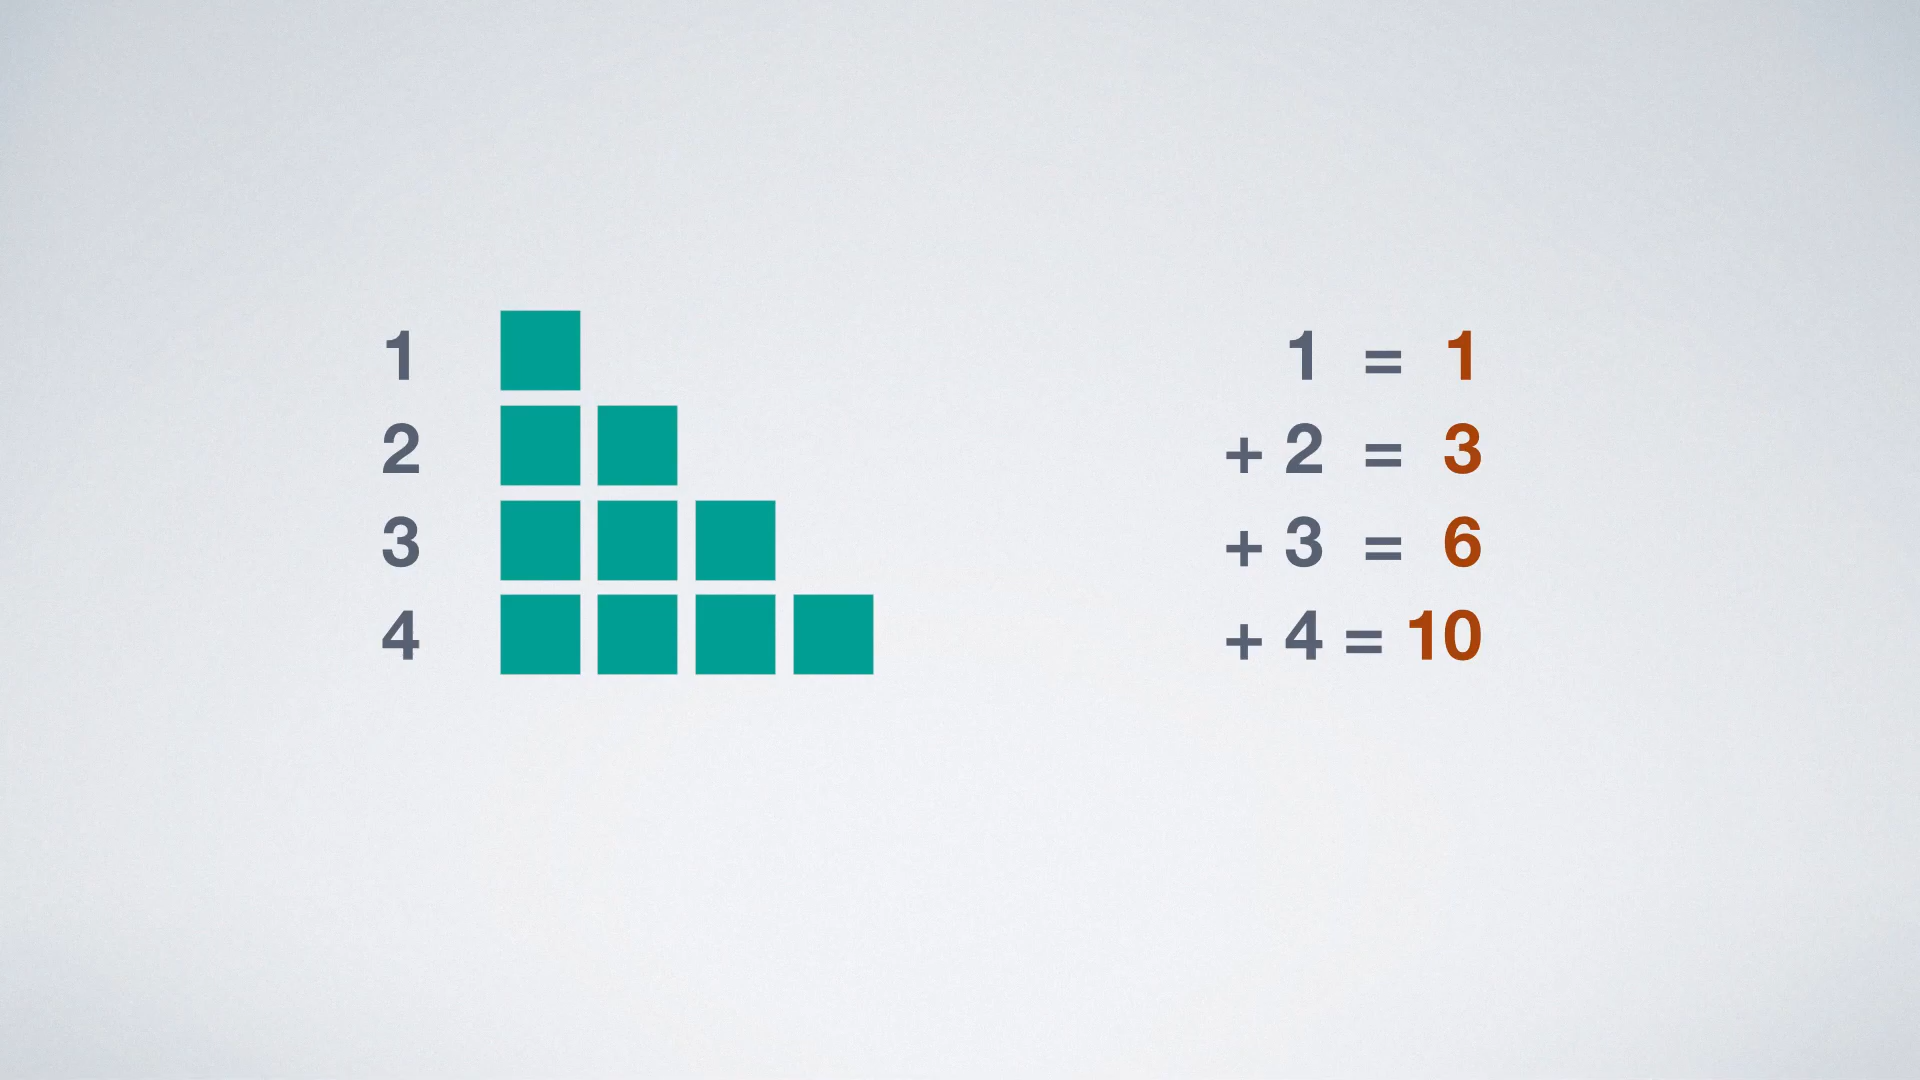 1 1 = 1
2 + 2 = 3
3 + 3 = 6
4 + 4 = 10